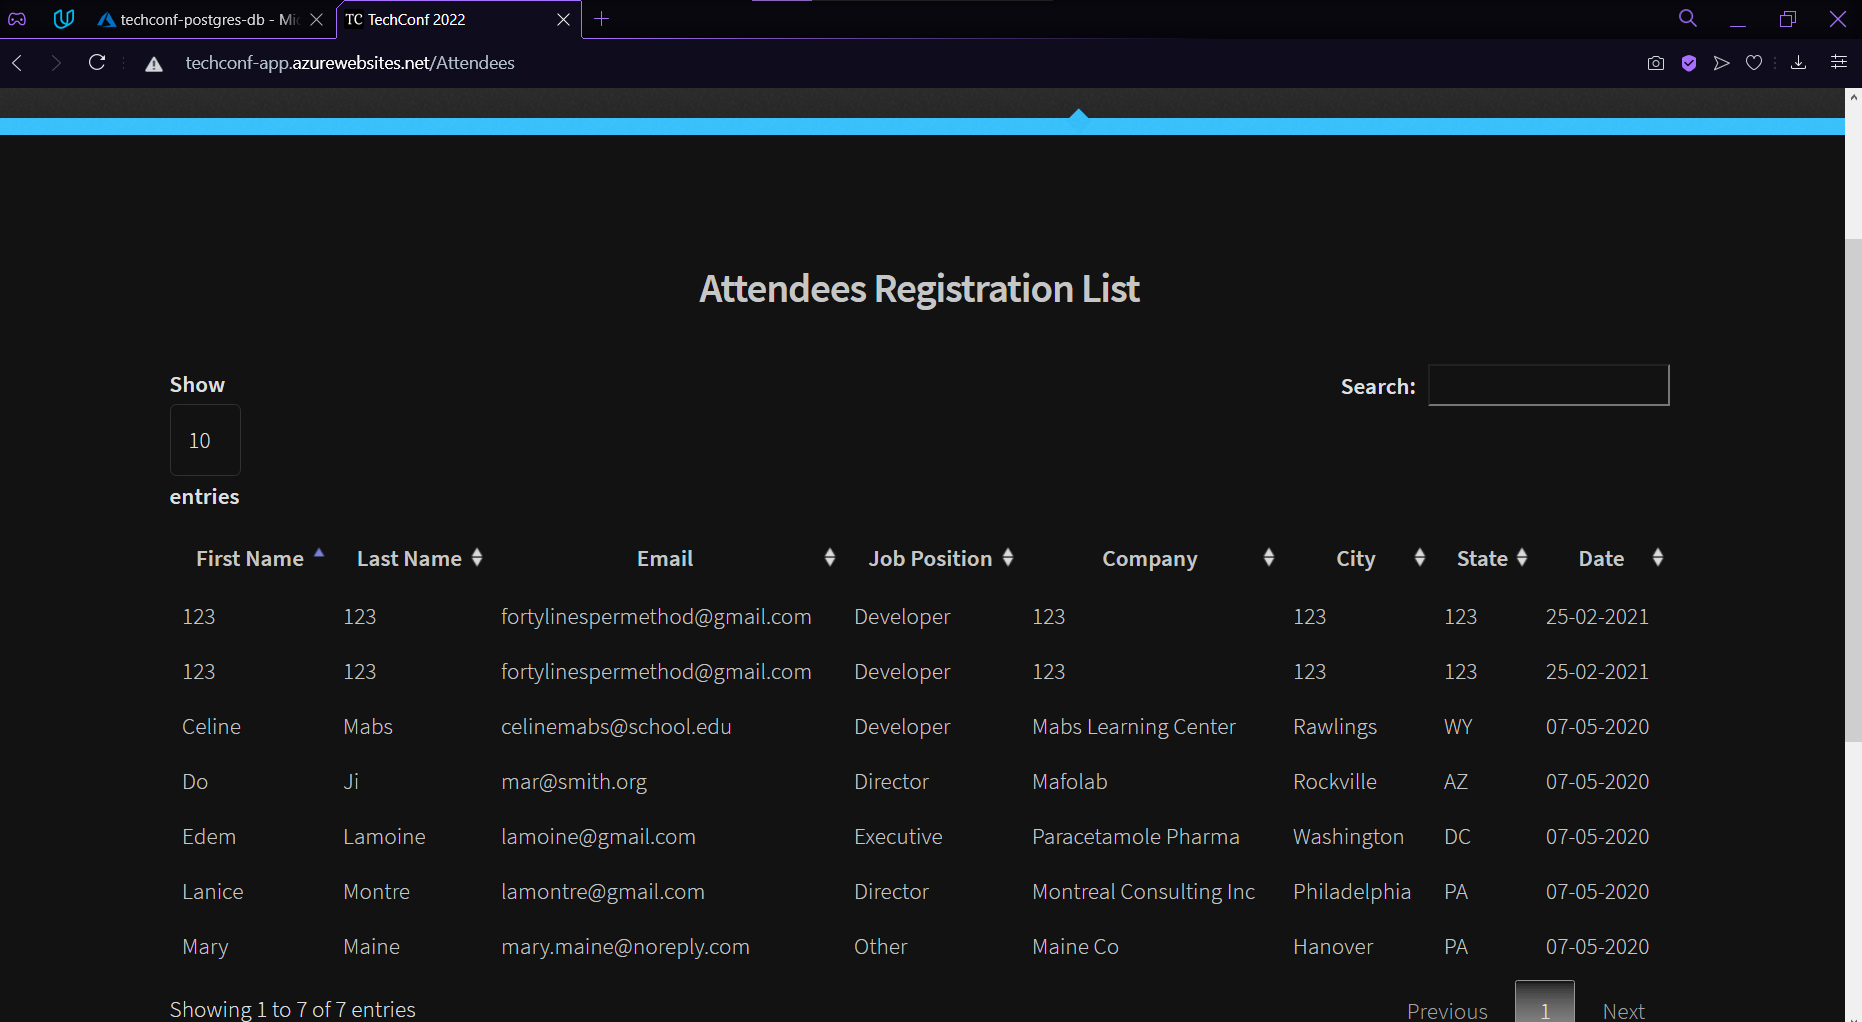 techconf-postgres-db - Mic
TC TechConf 2022
techconf-app.azurewebsites.net/Attendees
Attendees Registration List
Show
10
entries
Search:
First Name Last Name Email Job Position Company City State Date
123 123 fortylinespermethod@gmail.com Developer 123 123 123 25-02-2021
123 123 fortylinespermethod@gmail.com Developer 123 123 123 25-02-2021
Celine Mabs celinemabs@school.edu Developer Mabs Learning Center Rawlings WY 07-05-2020
Do Ji mar@smith.org Director Mafolab Rockville AZ 07-05-2020
Edem Lamoine lamoine@gmail.com Executive Paracetamole Pharma Washington DC 07-05-2020
Lanice Montre lamontre@gmail.com Director Montreal Consulting Inc Philadelphia PA 07-05-2020
Mary Maine mary.maine@noreply.com Other Maine Co Hanover PA 07-05-2020
Showing 1 to 7 of 7 entries
Previous 1 Next